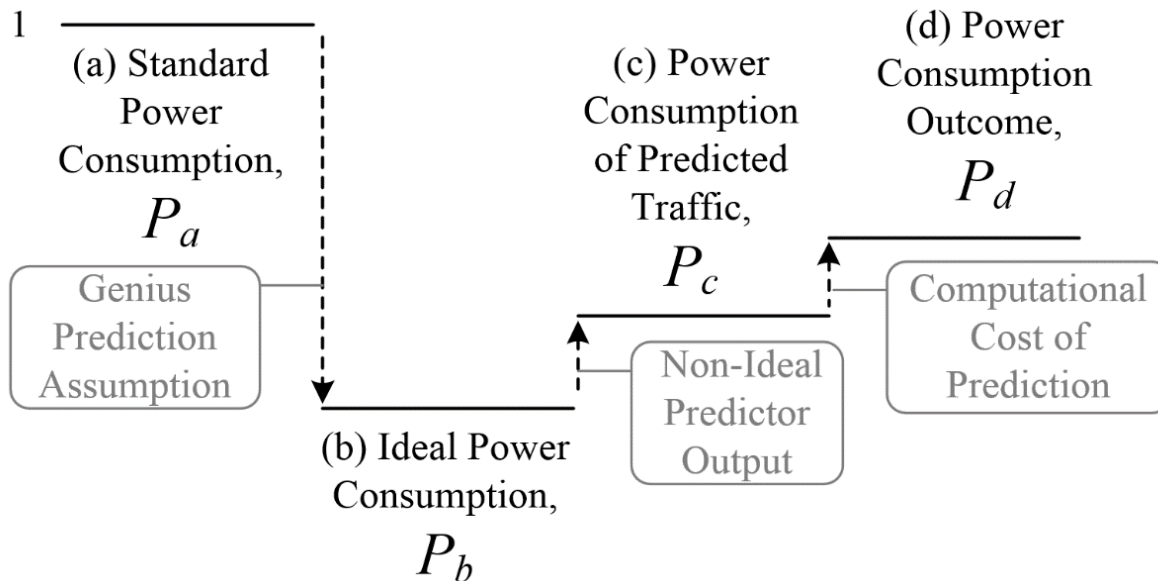 1
(a) Standard
Power
Consumption,
P_a
Genius
Prediction
Assumption
(b) Ideal Power
Consumption,
P_b
(c) Power
Consumption
of Predicted
Traffic,
P_c
Non-Ideal
Predictor
Output
(d) Power
Consumption
Outcome,
P_d
Computational
Cost of
Prediction